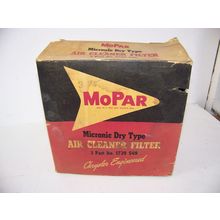 MOPAR
Micronic Dry Type
AIR CLEANER FILTER
Chrysler Engineered